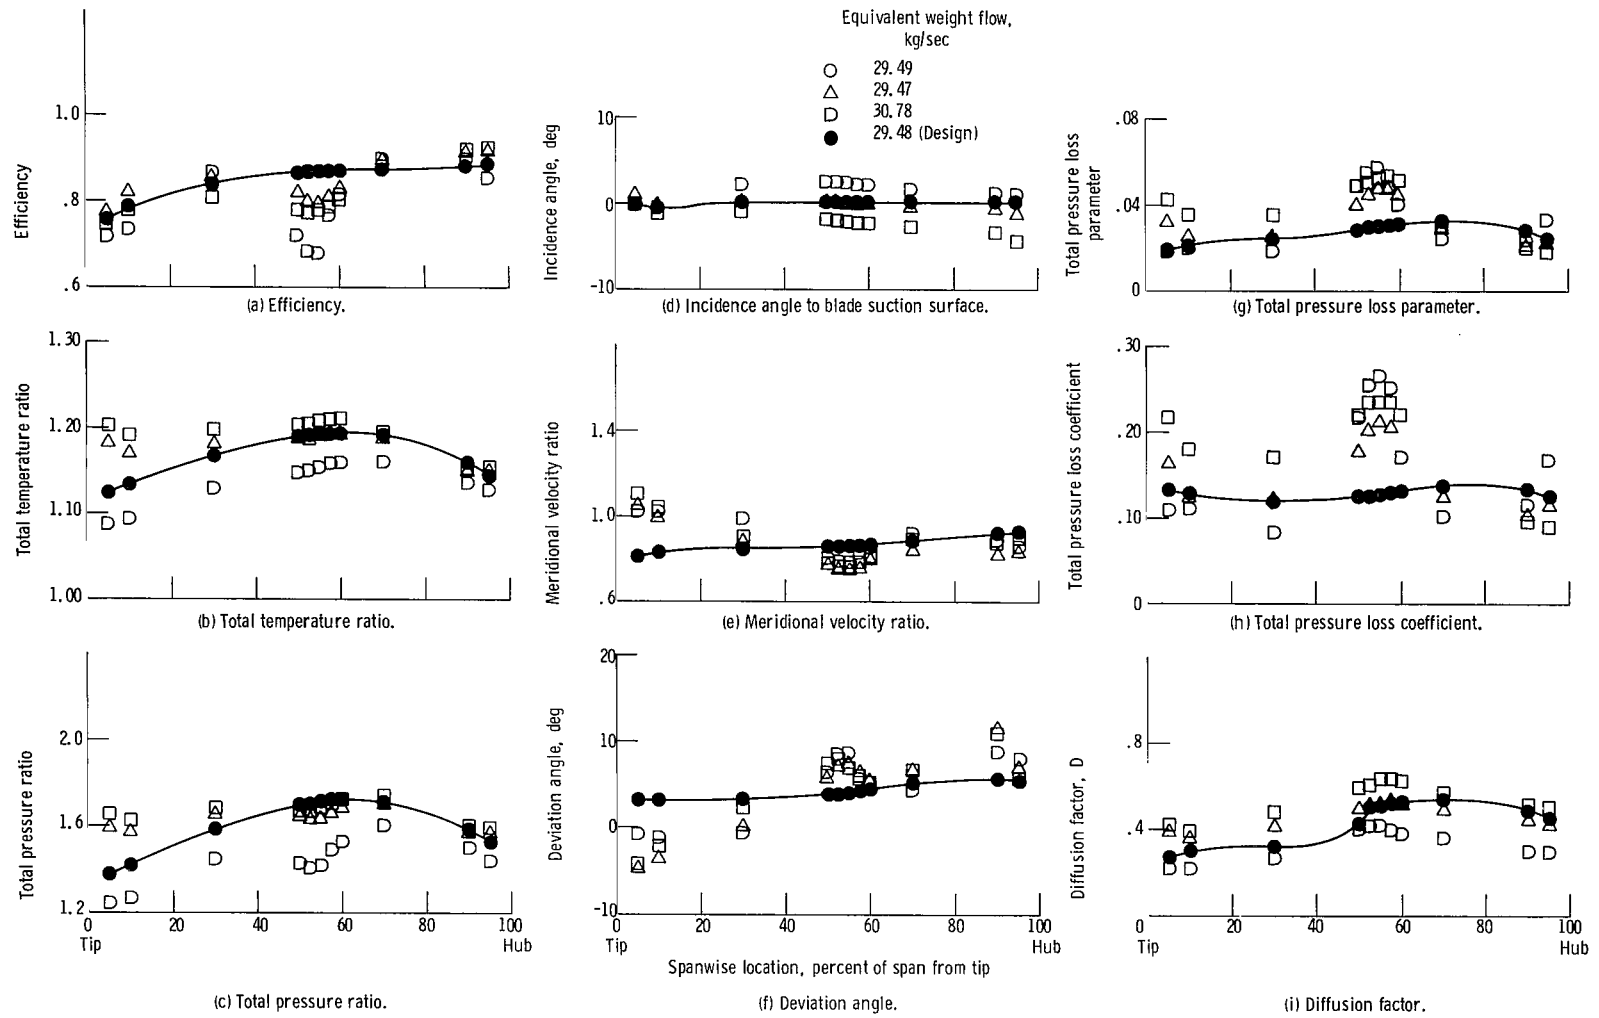 Equivalent weight flow,
kg/sec
29.49
29.47
30.78
29.48 (Design)
Efficiency
1.0
.8
.6
(a) Efficiency.
Incidence angle, deg
10
0
-10
(d) Incidence angle to blade suction surface.
Total pressure loss
parameter
.08
.04
0
(g) Total pressure loss parameter.
Total temperature ratio
1.30
1.20
1.10
1.00
(b) Total temperature ratio.
Meridional velocity ratio
1.4
1.0
.6
(e) Meridional velocity ratio.
Total pressure loss coefficient
.30
.20
.10
0
(h) Total pressure loss coefficient.
Total pressure ratio
2.0
1.6
1.2
0 20 40 60 80 100
Tip Hub
(c) Total pressure ratio.
Deviation angle, deg
20
10
0
-10
0 20 40 60 80 100
Tip Hub
Spanwise location, percent of span from tip
(f) Deviation angle.
Diffusion factor, D
.8
.4
0 20 40 60 80 100
Tip Hub
(i) Diffusion factor.